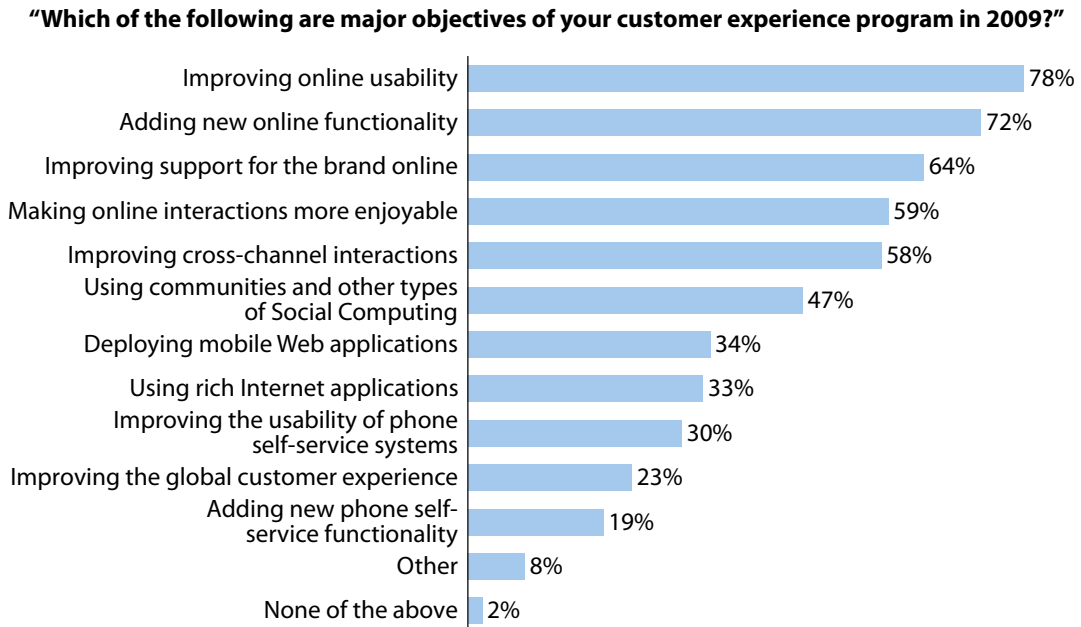 “Which of the following are major objectives of your customer experience program in 2009?”
Improving online usability 78%
Adding new online functionality 72%
Improving support for the brand online 64%
Making online interactions more enjoyable 59%
Improving cross-channel interactions 58%
Using communities and other types
of Social Computing 47%
Deploying mobile Web applications 34%
Using rich Internet applications 33%
Improving the usability of phone
self-service systems 30%
Improving the global customer experience 23%
Adding new phone self-
service functionality 19%
Other 8%
None of the above 2%